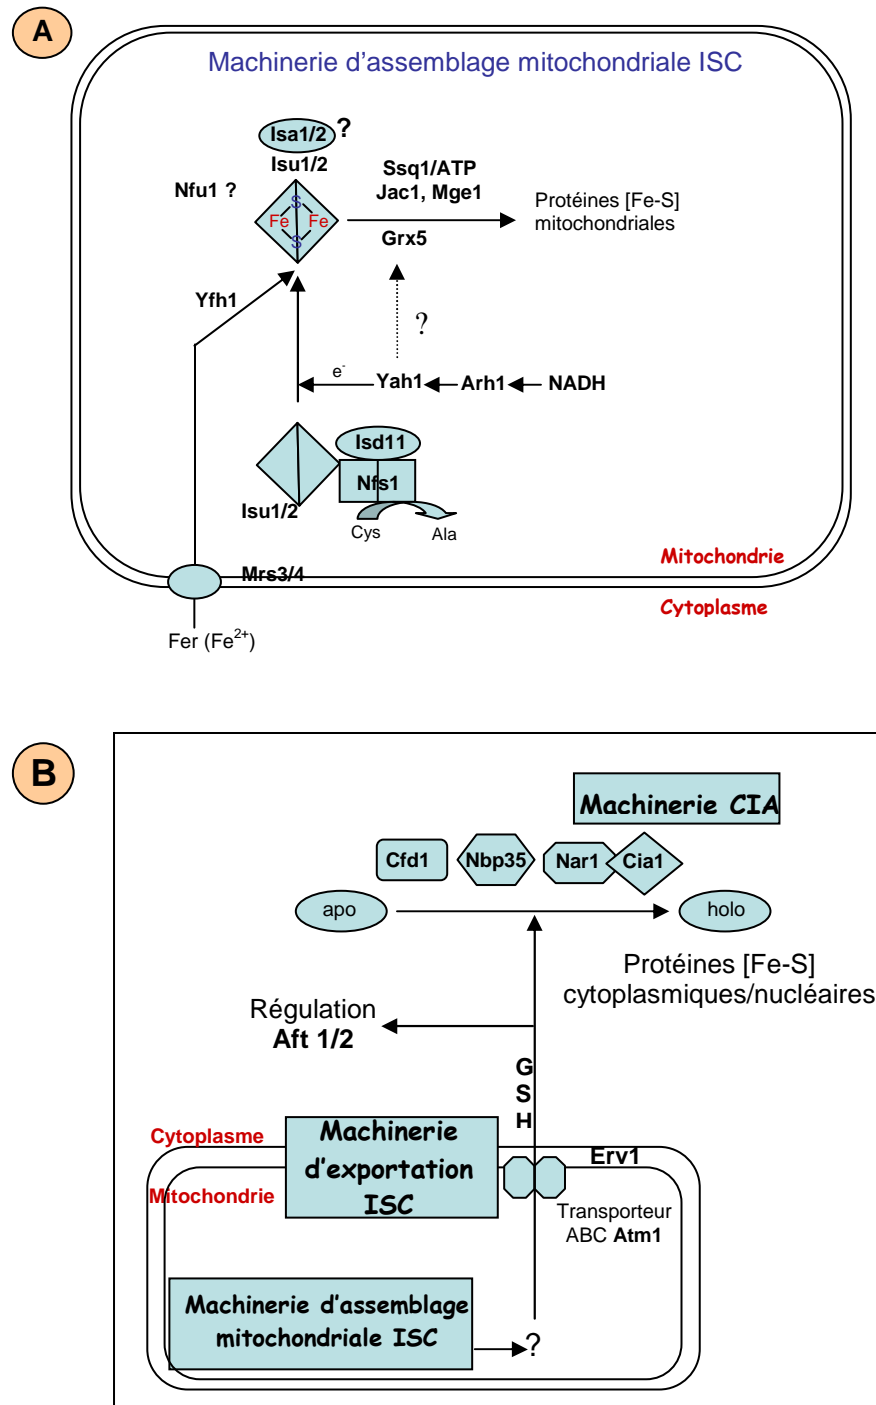 A
Machinerie d'assemblage mitochondriale ISC
Isa1/2 ?
Isu1/2
Nfu1 ?
S
Fe Fe
S
Ssq1/ATP
Jac1, Mge1
Grx5
Protéines [Fe-S]
mitochondriales
Yfh1
?
e-
Yah1 Arh1 NADH
Isd11
Nfs1
Isu1/2
Cys Ala
Mitochondrie
Mrs3/4
Cytoplasme
Fer (Fe2+)
B
Machinerie CIA
Cfd1 Nbp35 Nar1 Cia1
apo holo
Protéines [Fe-S]
cytoplasmiques/nucléaires
Régulation
Aft 1/2
G
S
H
Cytoplasme
Machinerie
d'exportation
ISC
Erv1
Mitochondrie
Transporteur
ABC Atm1
Machinerie d'assemblage
mitochondriale ISC
?